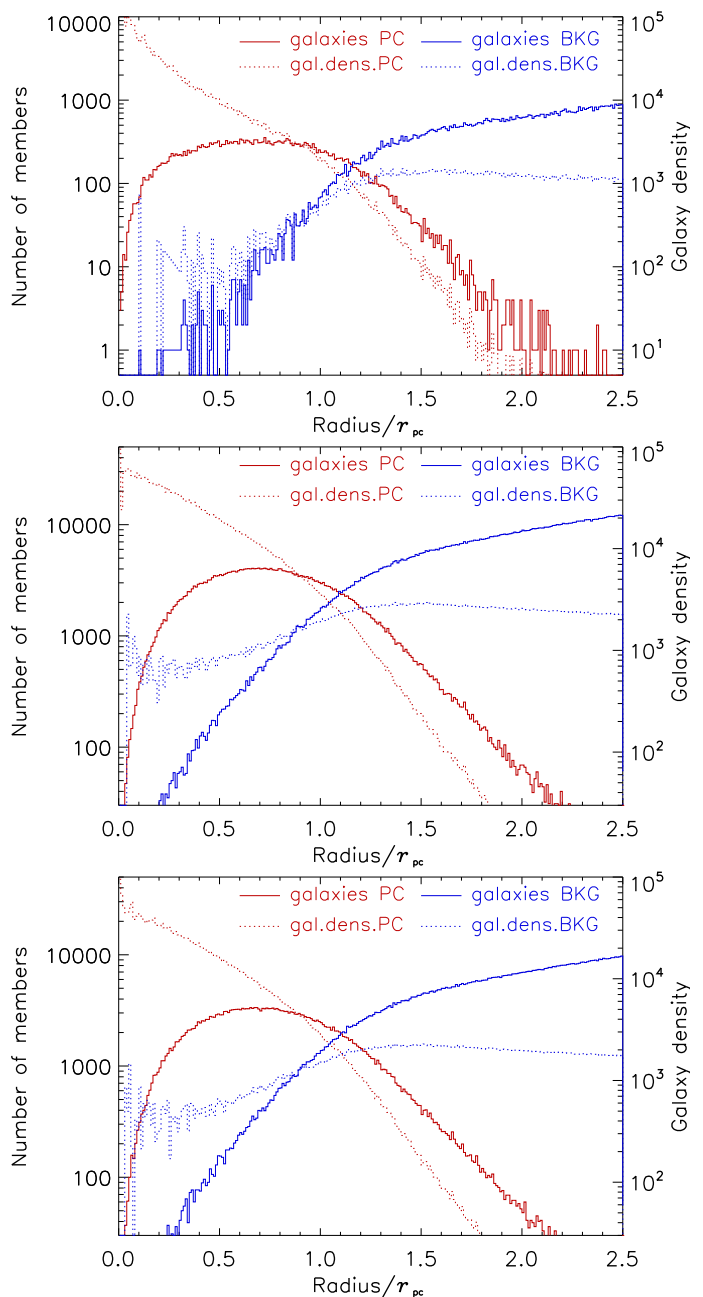 10000
1000
100
10
1
Number of members
galaxies PC
galaxies BKG
gal.dens.PC
gal.dens.BKG
10^5
10^4
10^3
10^2
10^1
Galaxy density
0.0 0.5 1.0 1.5 2.0 2.5
Radius/r_pc
10000
1000
100
Number of members
galaxies PC
galaxies BKG
gal.dens.PC
gal.dens.BKG
10^5
10^4
10^3
10^2
Galaxy density
0.0 0.5 1.0 1.5 2.0 2.5
Radius/r_pc
10000
1000
100
Number of members
galaxies PC
galaxies BKG
gal.dens.PC
gal.dens.BKG
10^5
10^4
10^3
10^2
Galaxy density
0.0 0.5 1.0 1.5 2.0 2.5
Radius/r_pc